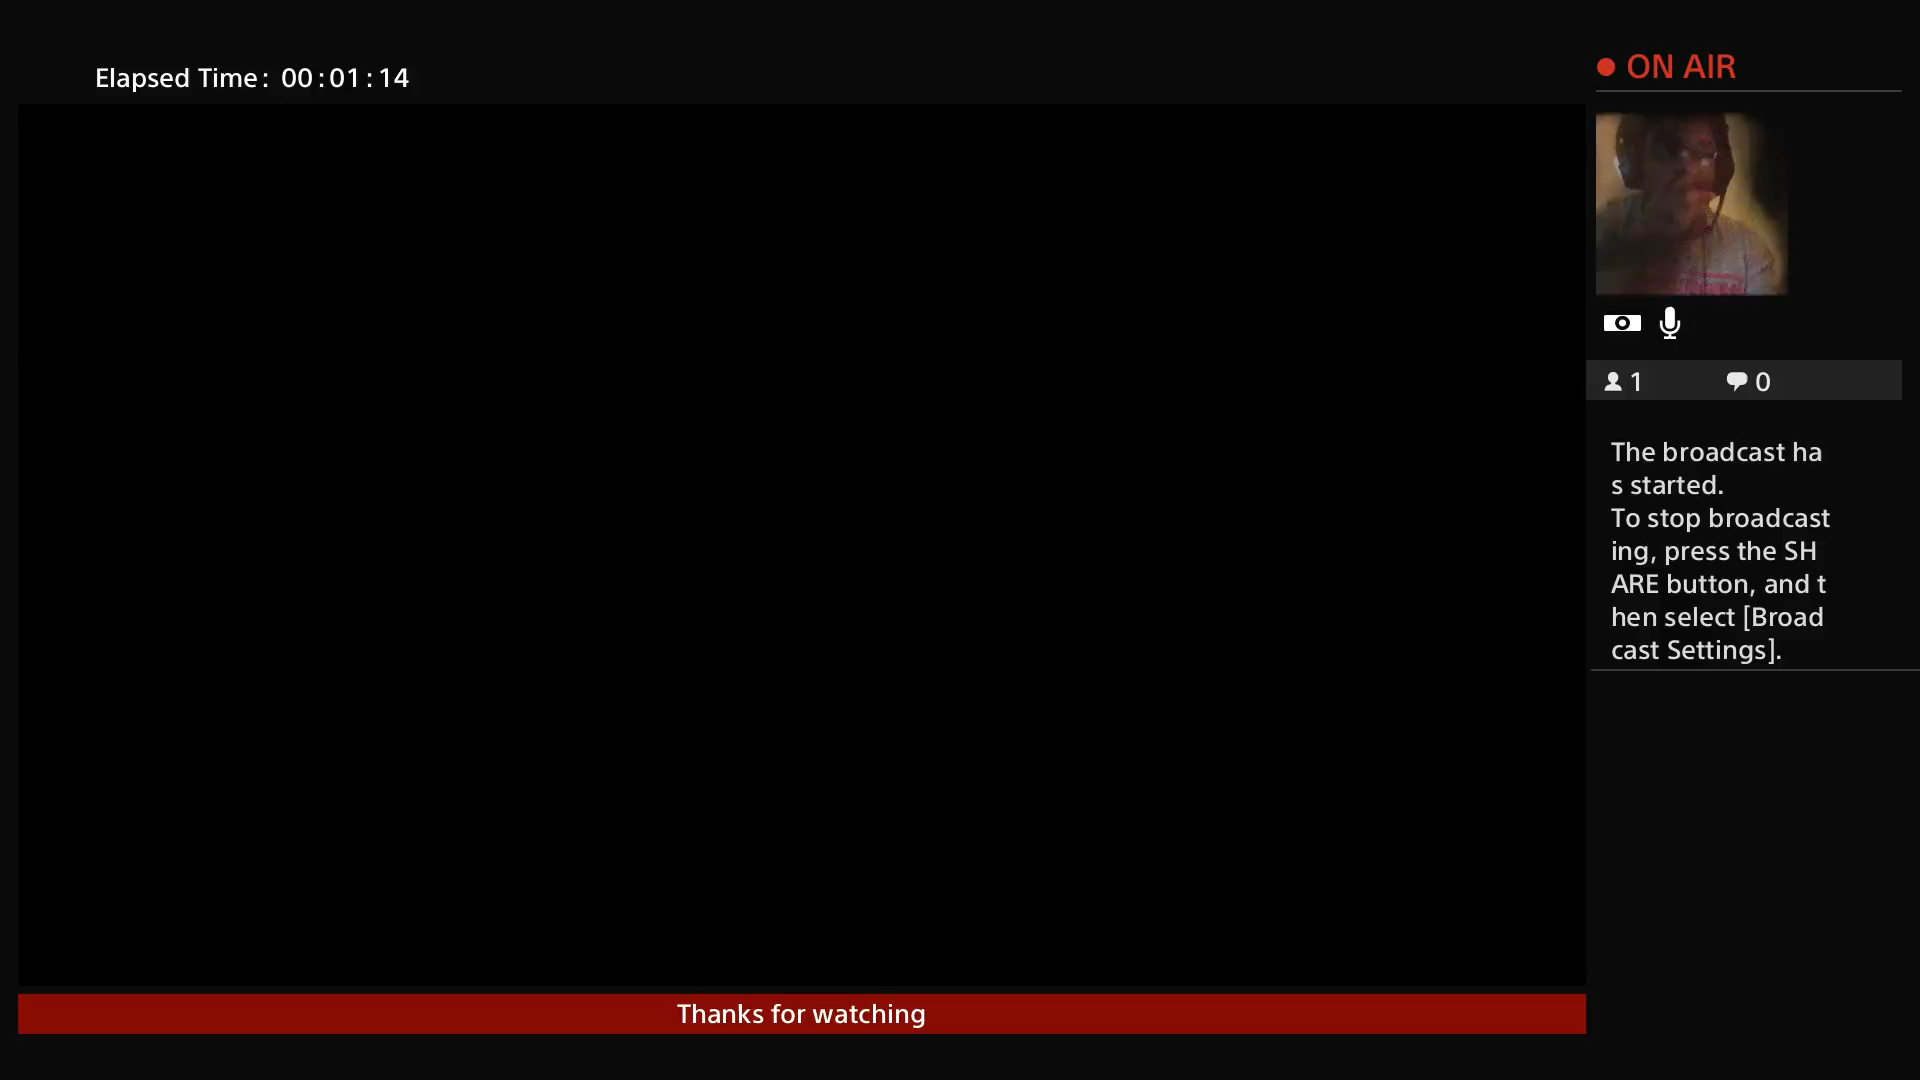 Elapsed Time: 00:01:14
ON AIR
1 0
The broadcast ha
s started.
To stop broadcast
ing, press the SH
ARE button, and t
hen select [Broad
cast Settings].
Thanks for watching